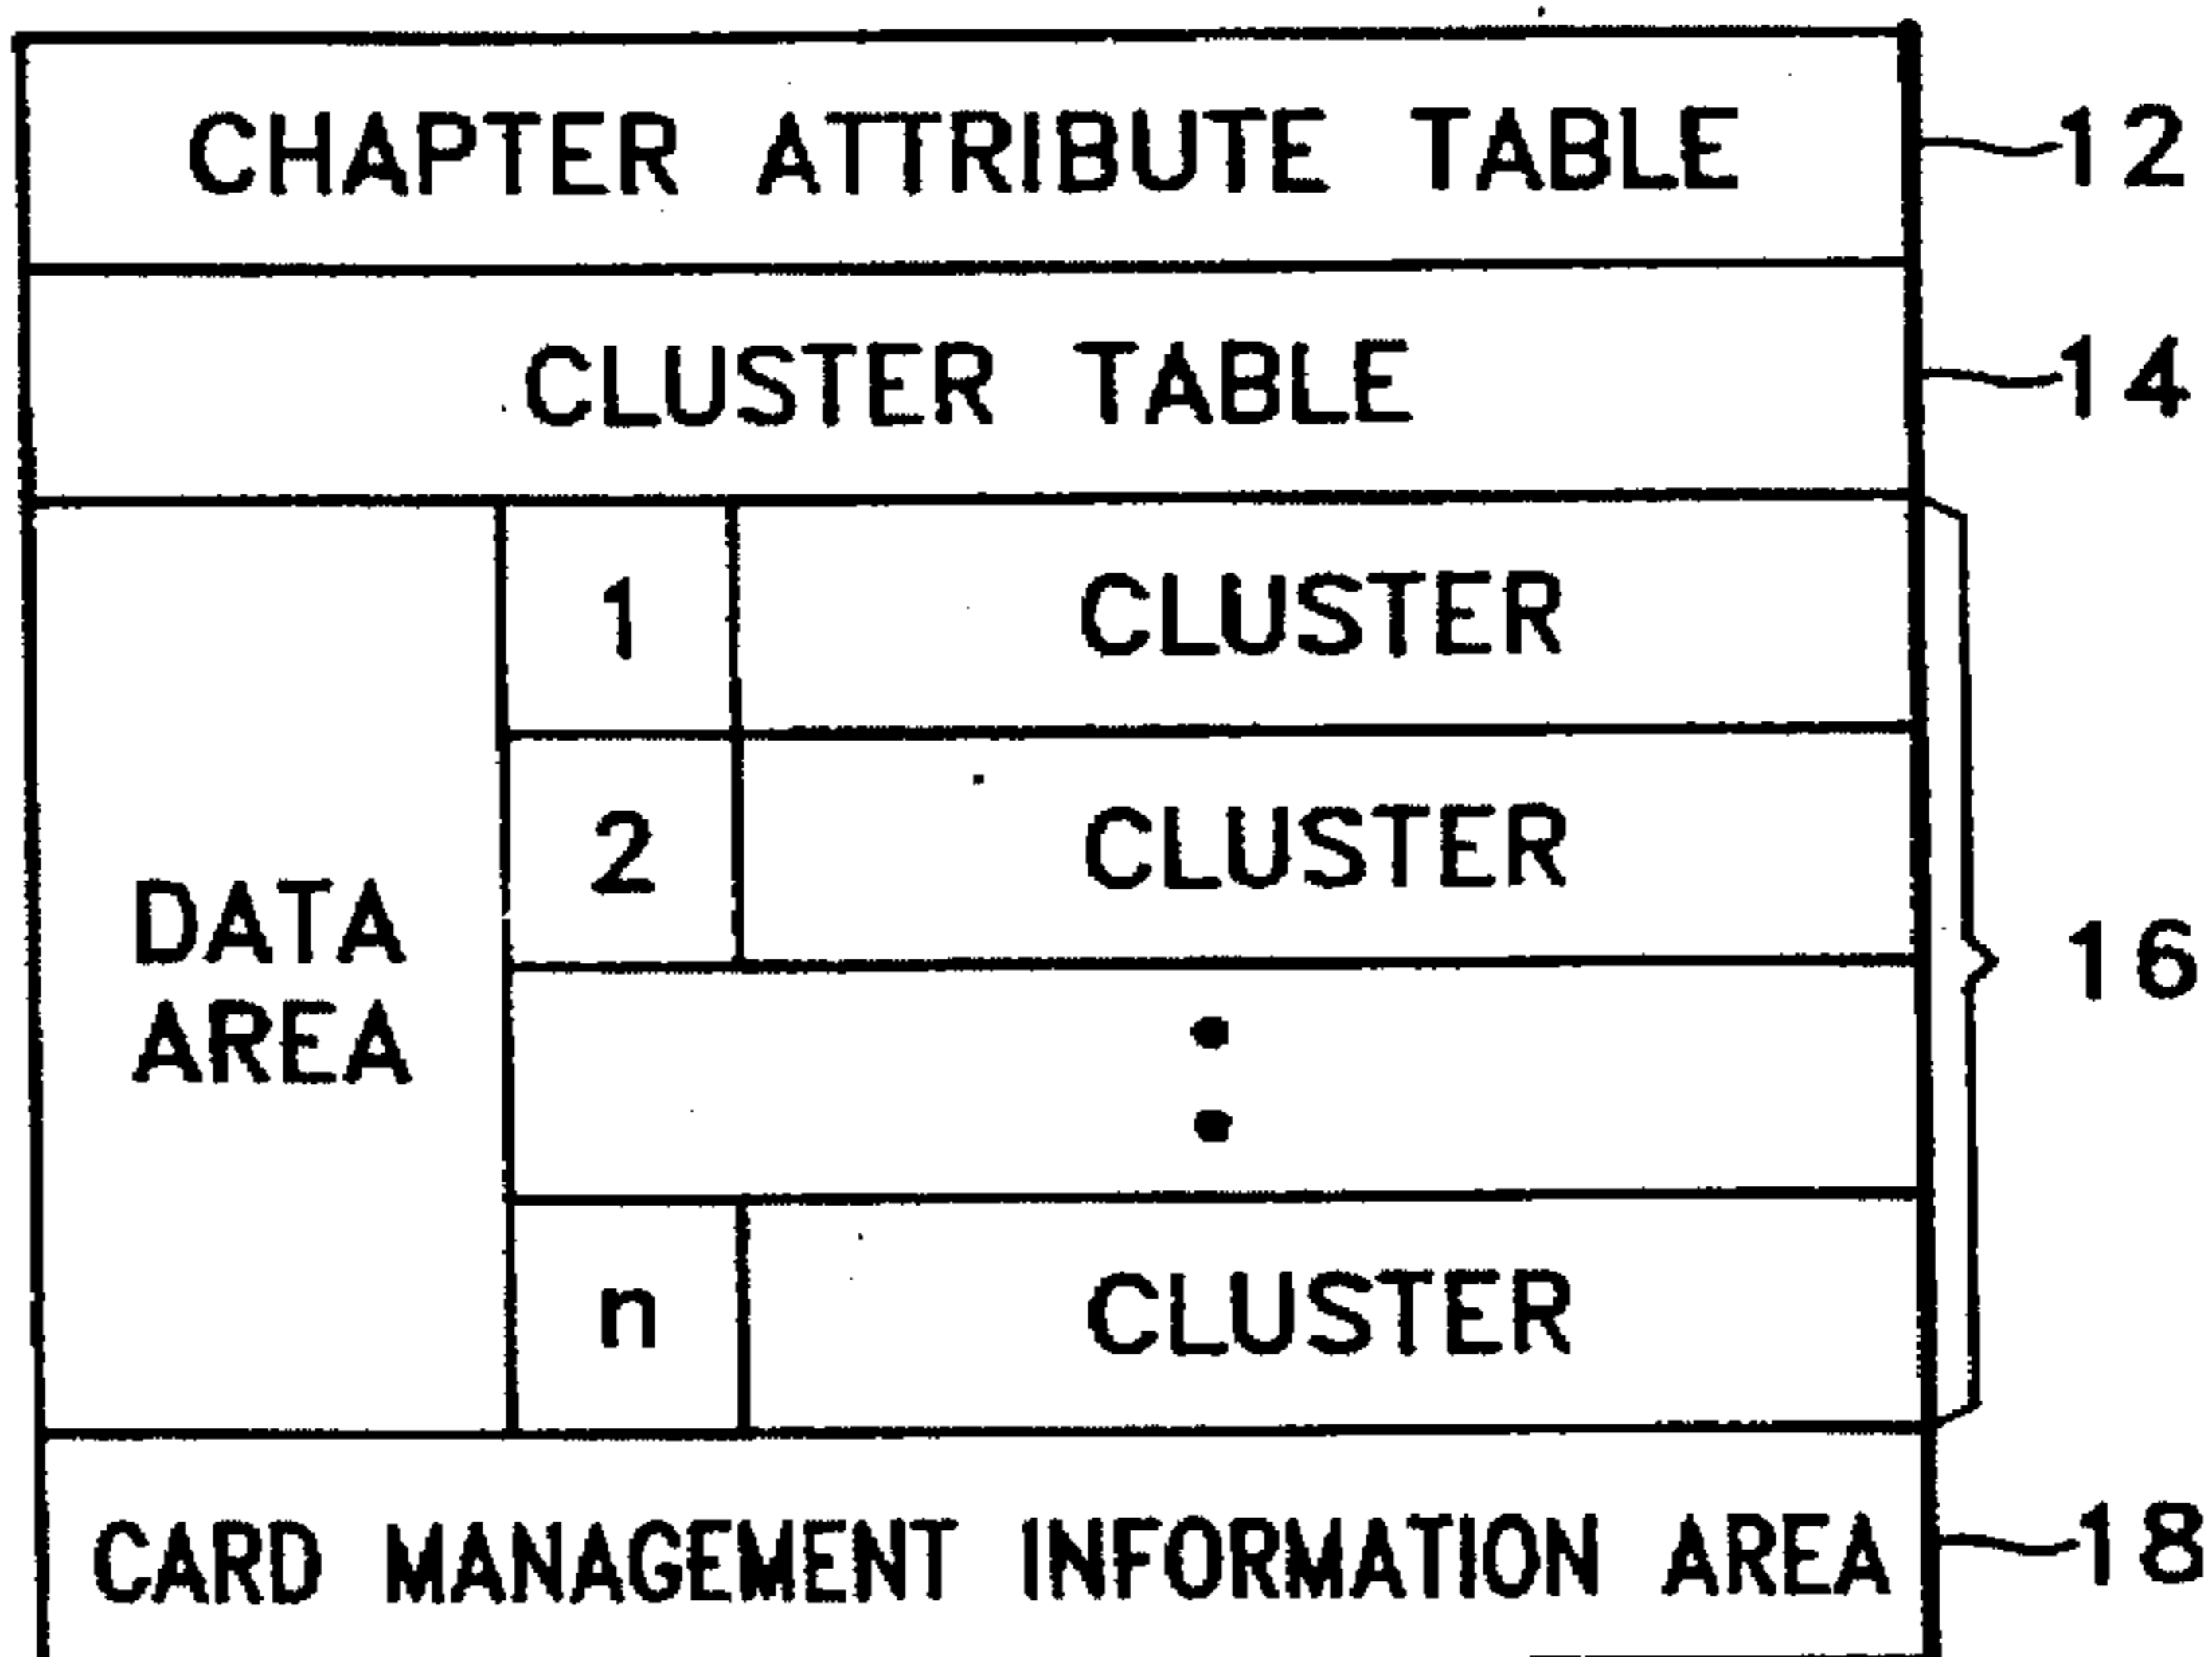 CHAPTER ATTRIBUTE TABLE 12
CLUSTER TABLE 14
1 CLUSTER
2 CLUSTER
DATA
AREA
16
n CLUSTER
CARD MANAGEMENT INFORMATION AREA 18